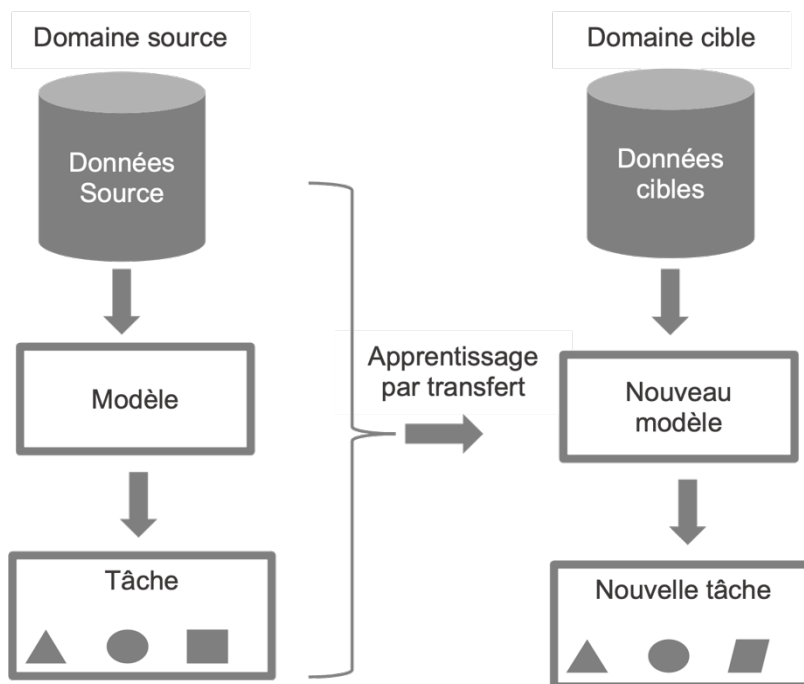 Domaine source
Données
Source
Modèle
Tâche
Apprentissage
par transfert
Domaine cible
Données
cibles
Nouveau
modèle
Nouvelle tâche